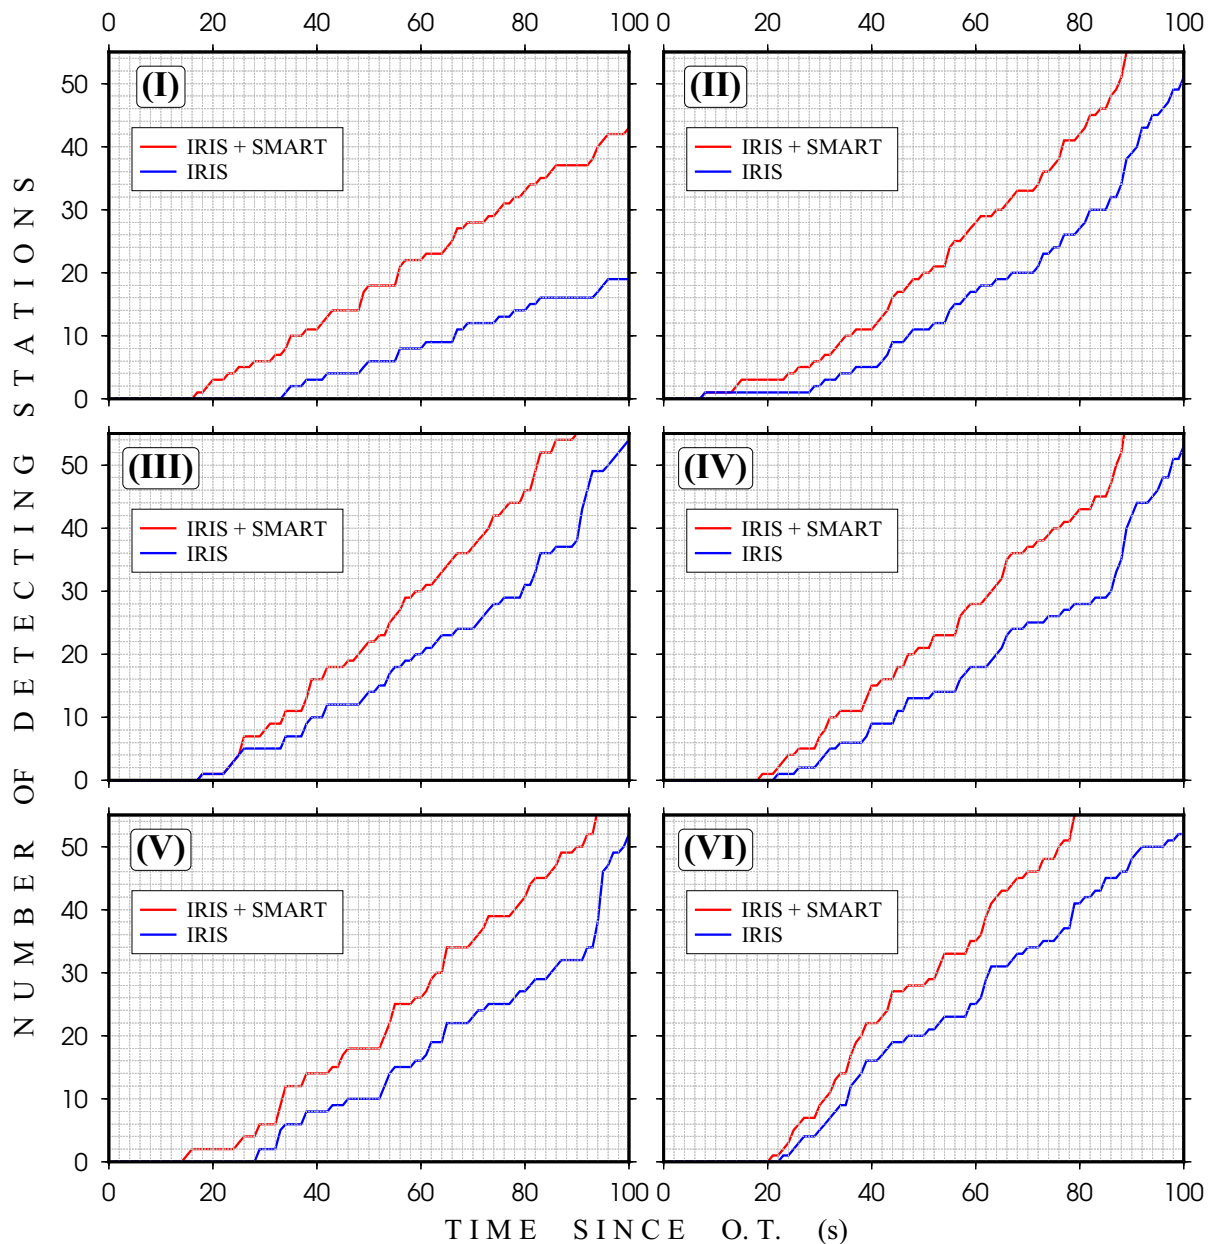 0 20 40 60 80 100 0 20 40 60 80 100
(I)
IRIS + SMART
IRIS
50
40
30
20
10
0
(II)
IRIS + SMART
IRIS
(III)
IRIS + SMART
IRIS
50
40
30
20
10
0
(IV)
IRIS + SMART
IRIS
(V)
IRIS + SMART
IRIS
50
40
30
20
10
0
(VI)
IRIS + SMART
IRIS
0 20 40 60 80 100 0 20 40 60 80 100
NUMBER OF DETECTING STATIONS
TIME SINCE O.T. (s)